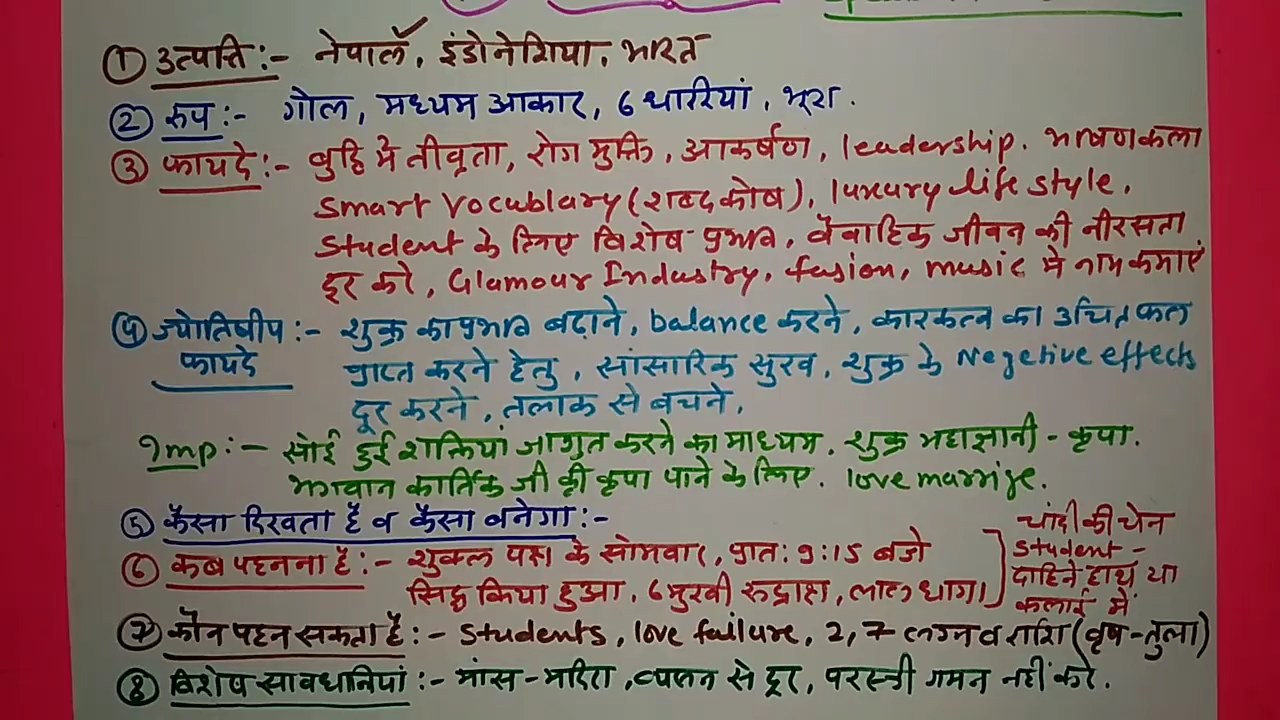 ① उत्पत्ति :- नेपाल ✓, इंडोनेशिया, भारत
② रुप :- गोल, मध्यम आकार, 6 धारियां, भूरा.
③ फायदे :- बुद्धि मे तीव्रता, रोग मुक्ति, आकर्षण, leadership. भाषणकला
smart vocublary (शब्दकोष), luxury life style,
student के लिए विशेष प्रभाव, वैवाहिक जीवन की नीरसता
दूर करे, Glamour Industry, fusion, music मे नाम कमाएं
④ ज्योतिषीय :- शुक्र का प्रभाव बढ़ाने, balance करने, कारकत्व का उचित फल
फायदे प्राप्त करने हेतु, सांसारिक सुख, शुक्र के Negetive effects
दूर करने, तलाक से बचने,
Imp :- सोई हुई शक्तियां जागृत करने का माध्यम. शुक्र महाज्ञानी - कृपा.
भगवान कार्तिक जी की कृपा पाने के लिए. love marrije.
⑤ कैसा दिखता है व कैसा बनेगा :-
⑥ कब पहनना है :- शुक्ल पक्ष के सोमवार, प्रातः 9:15 बजे
सिद्ध किया हुआ, 6 मुखी रुद्राक्ष, लाल धागा
चांदी की चेन
student -
दाहिने हाथ या
कलाई में
⑦ कौन पहन सकता है :- students, love failure, 2, 7 लग्न व राशि (वृष - तुला)
⑧ विशेष सावधानियां :- मांस - मदिरा, व्यसन से दूर, परस्त्री गमन नहीं करे.